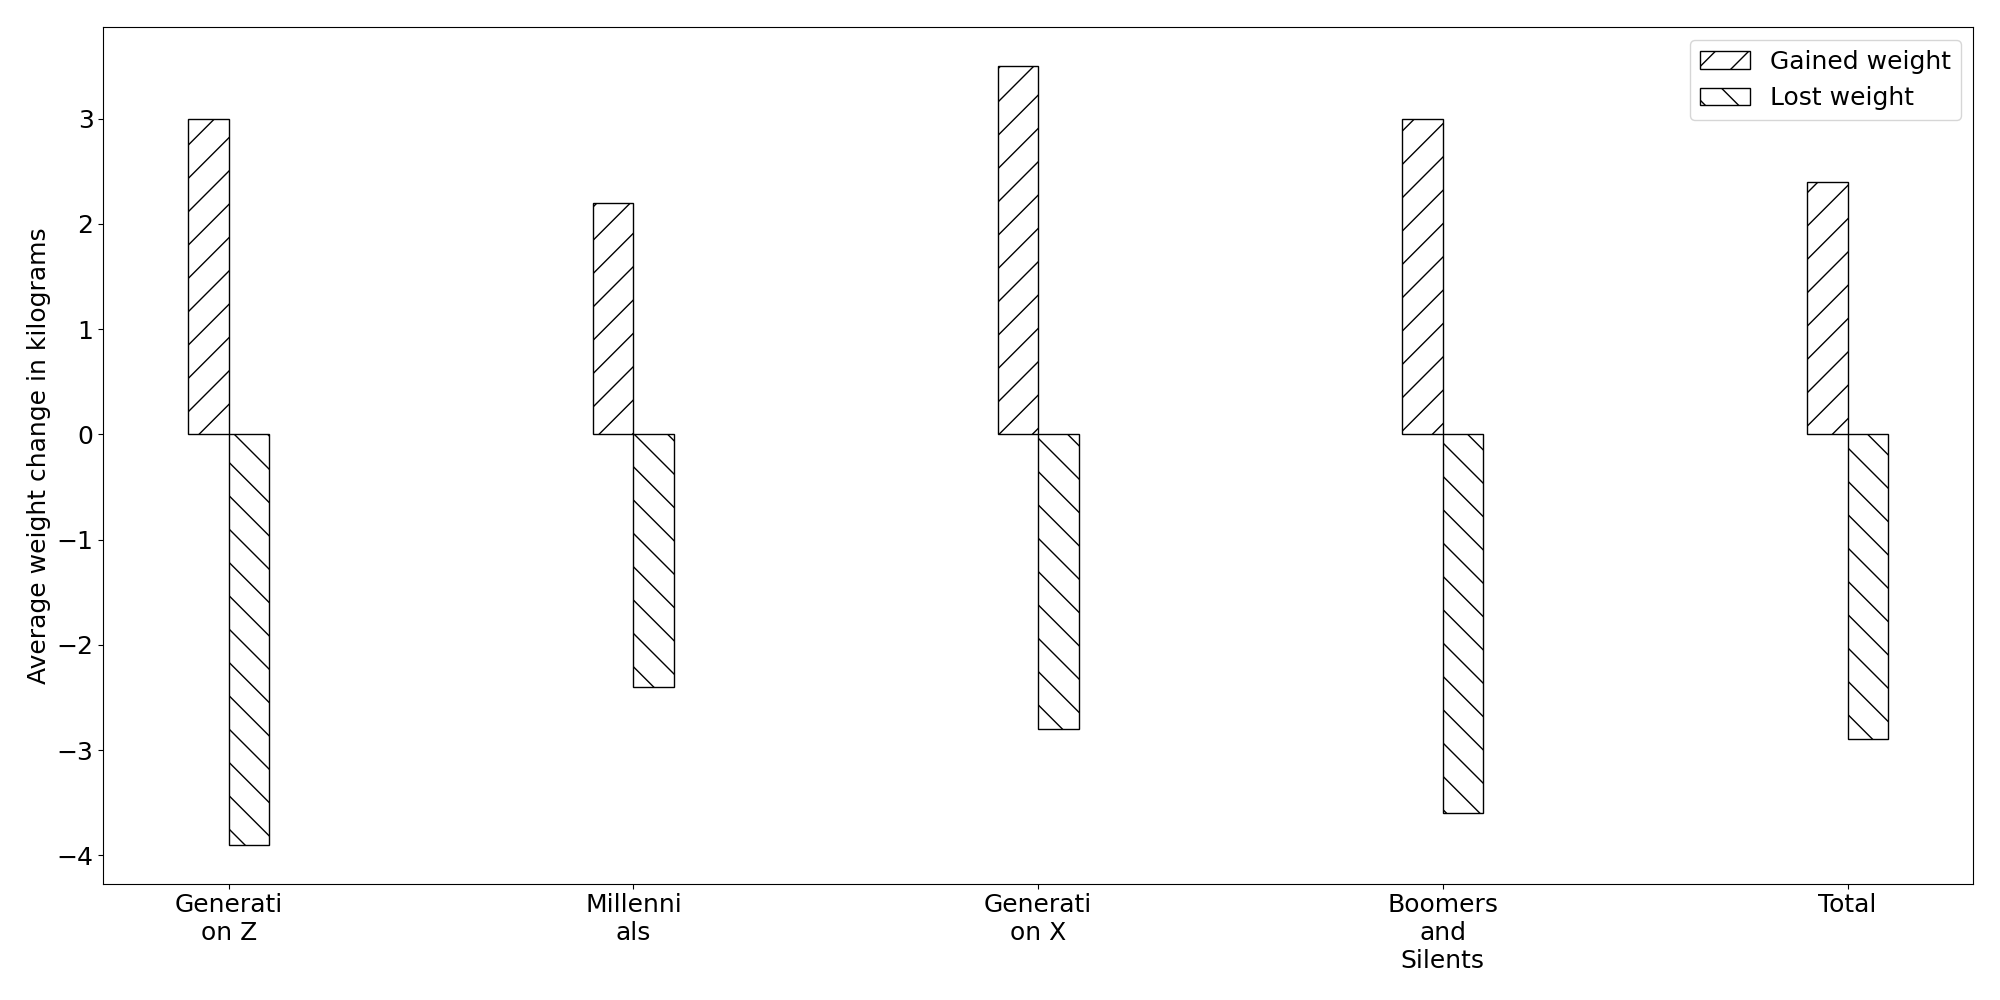 Gained weight
Lost weight
Average weight change in kilograms
3
2
1
0
−1
−2
−3
−4
Generati
on Z
Millenni
als
Generati
on X
Boomers
and
Silents
Total